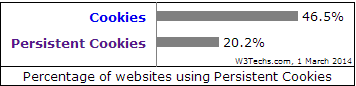 Cookies 46.5%
Persistent Cookies 20.2%
W3Techs.com, 1 March 2014
Percentage of websites using Persistent Cookies